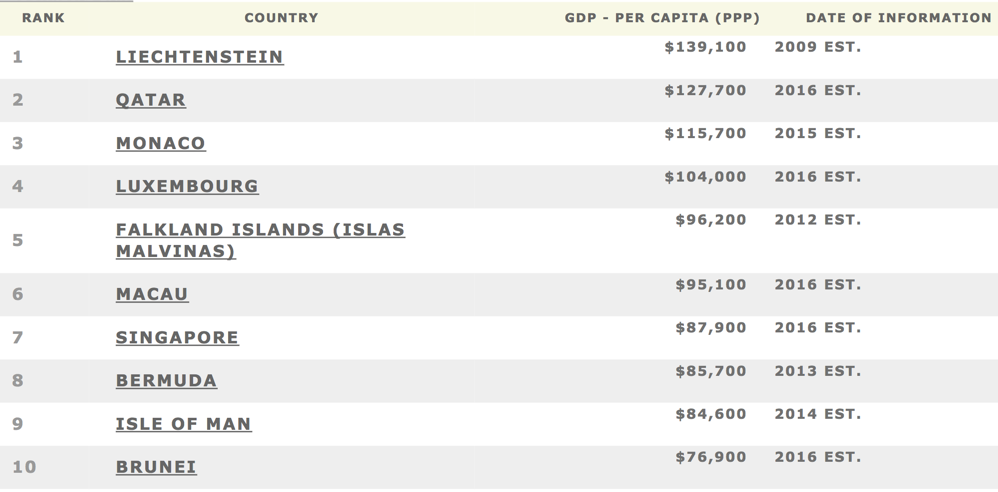 RANK COUNTRY GDP - PER CAPITA (PPP) DATE OF INFORMATION
1 LIECHTENSTEIN $139,100 2009 EST.
2 QATAR $127,700 2016 EST.
3 MONACO $115,700 2015 EST.
4 LUXEMBOURG $104,000 2016 EST.
5 FALKLAND ISLANDS (ISLAS $96,200 2012 EST.
MALVINAS)
6 MACAU $95,100 2016 EST.
7 SINGAPORE $87,900 2016 EST.
8 BERMUDA $85,700 2013 EST.
9 ISLE OF MAN $84,600 2014 EST.
10 BRUNEI $76,900 2016 EST.